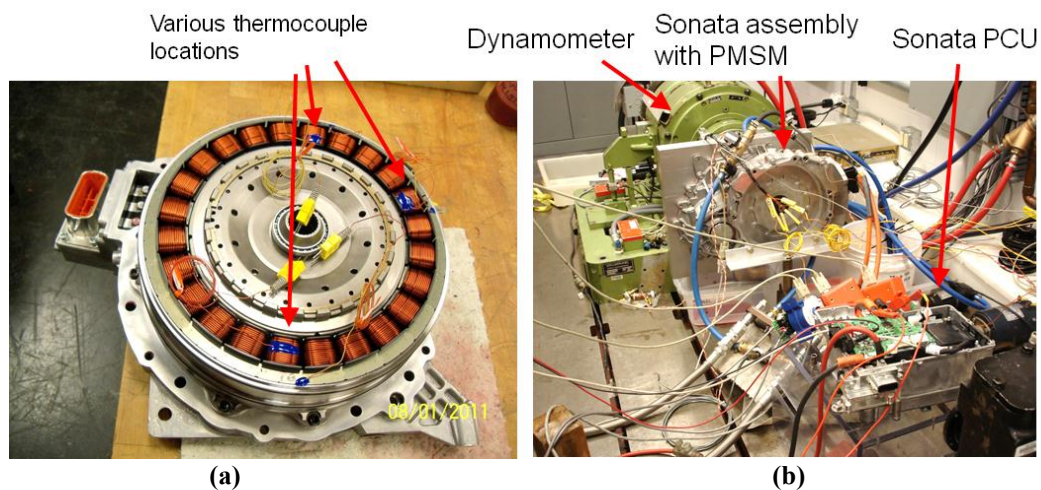 Various thermocouple
locations
Dynamometer
Sonata assembly
with PMSM
Sonata PCU
08/01/2011
(a)
(b)